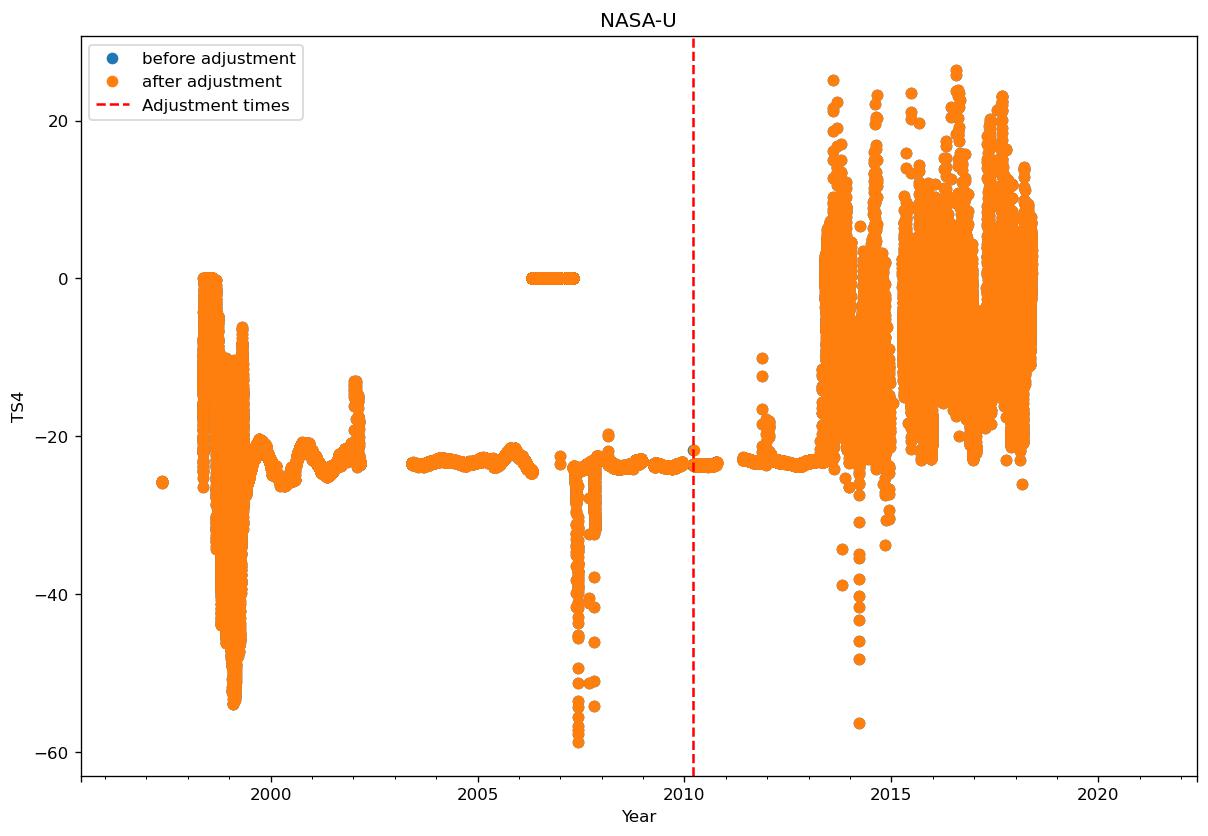 NASA-U
before adjustment
after adjustment
Adjustment times
20
0
−20
−40
−60
TS4
2000 2005 2010 2015 2020
Year